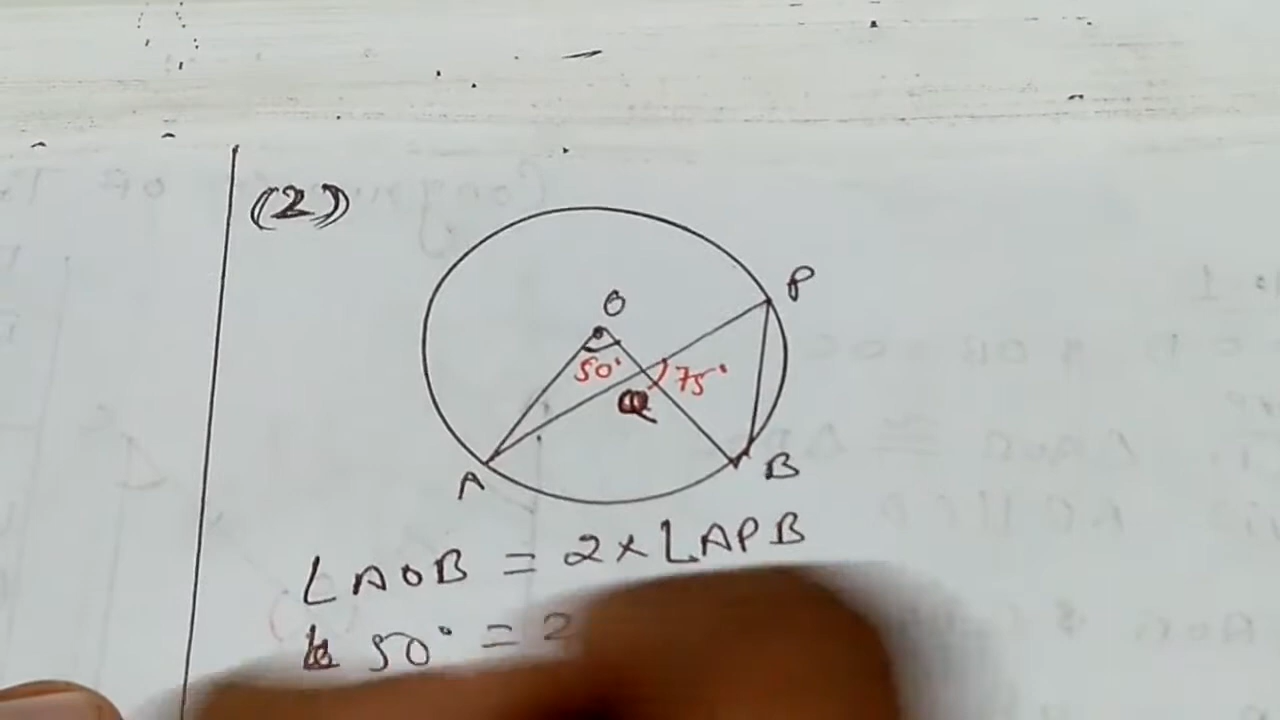 (2)
O
P
50°
75°
Q
A
B
∠AOB = 2×∠APB
50° = 2